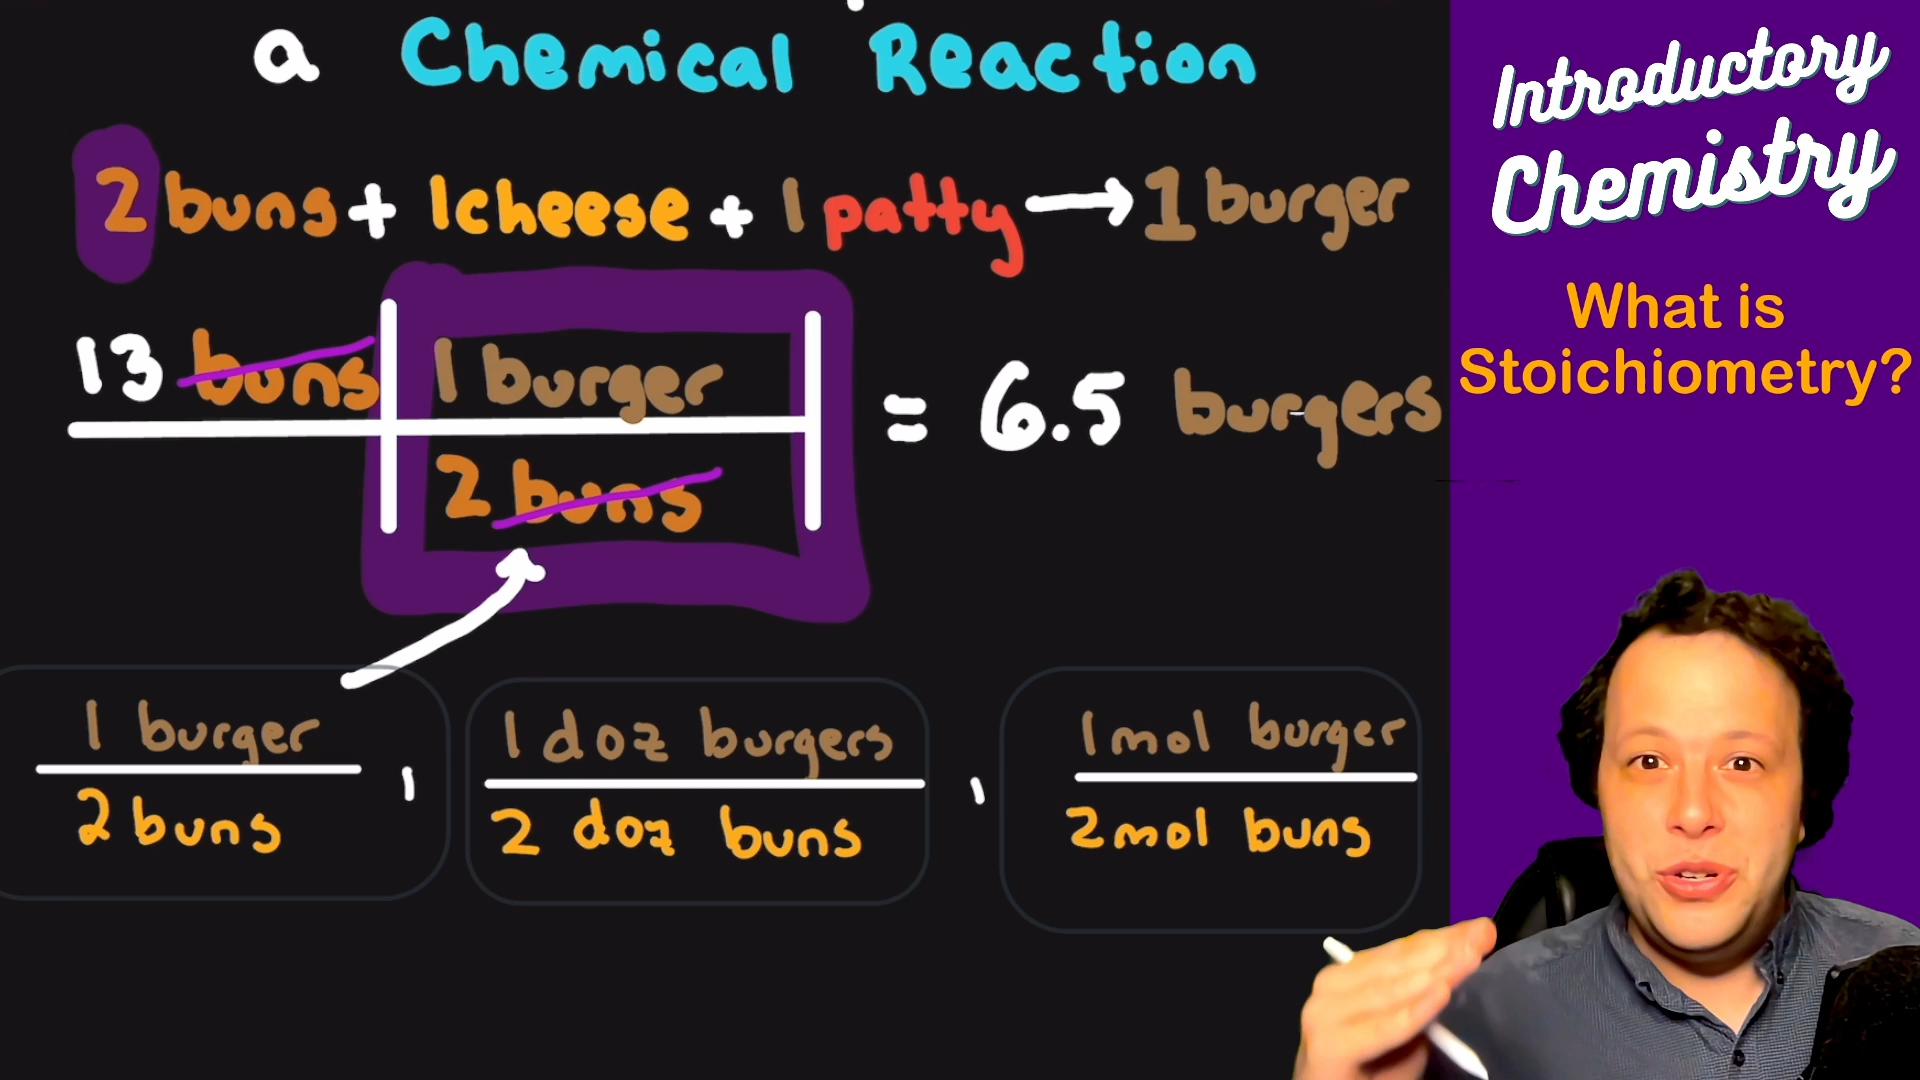 a Chemical Reaction
2 buns + 1 cheese + 1 patty → 1 burger
13 buns 1 burger
= 6.5 burgers
2 buns
1 burger , 1 doz burgers , 1 mol burger
2 buns 2 doz buns 2 mol buns
Introductory
Chemistry
What is
Stoichiometry?